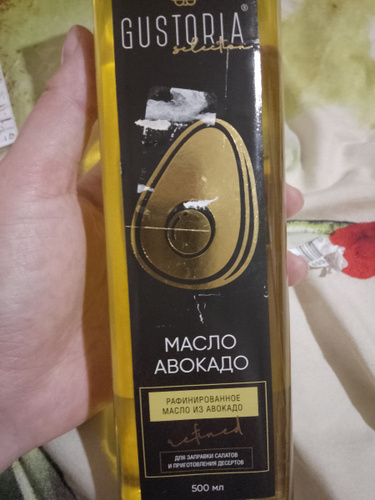 GUSTORIA®
selection
МАСЛО
АВОКАДО
РАФИНИРОВАННОЕ
МАСЛО ИЗ АВОКАДО
refined
ДЛЯ ЗАПРАВКИ САЛАТОВ
И ПРИГОТОВЛЕНИЯ ДЕСЕРТОВ
500 мл